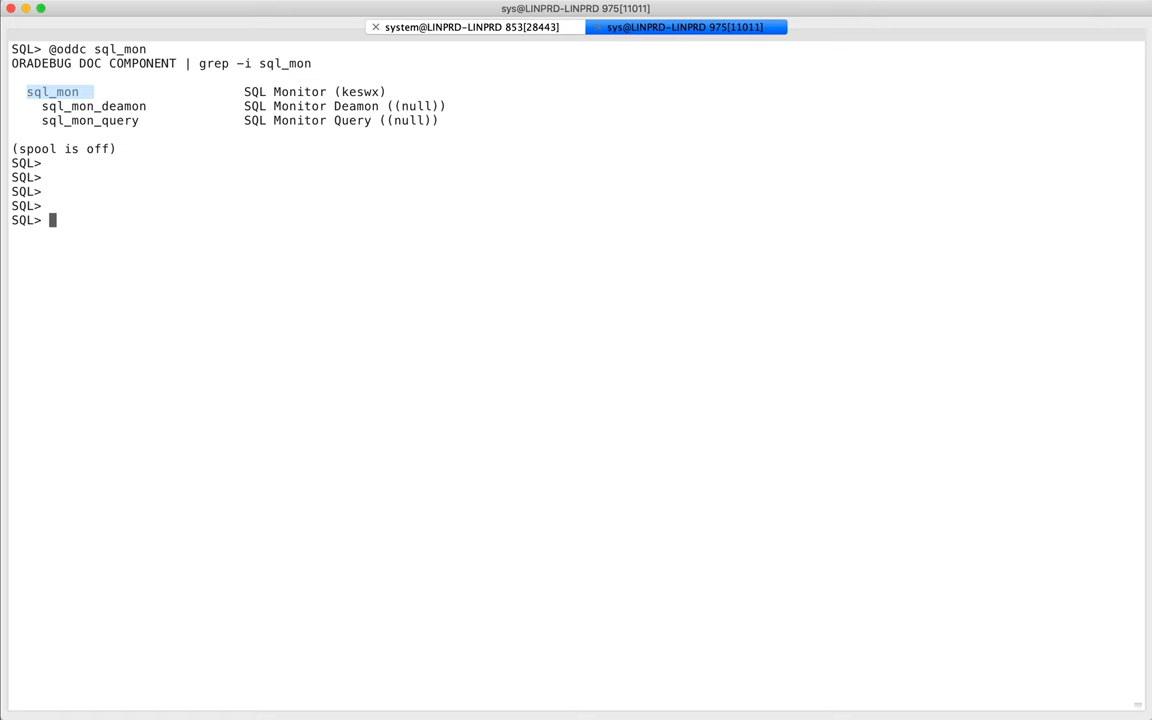 sys@LINPRD-LINPRD 975[11011]
system@LINPRD-LINPRD 853[28443] sys@LINPRD-LINPRD 975[11011]
SQL> @oddc sql_mon
ORADEBUG DOC COMPONENT | grep -i sql_mon
sql_mon SQL Monitor (keswx)
sql_mon_deamon SQL Monitor Deamon ((null))
sql_mon_query SQL Monitor Query ((null))
(spool is off)
SQL>
SQL>
SQL>
SQL>
SQL>